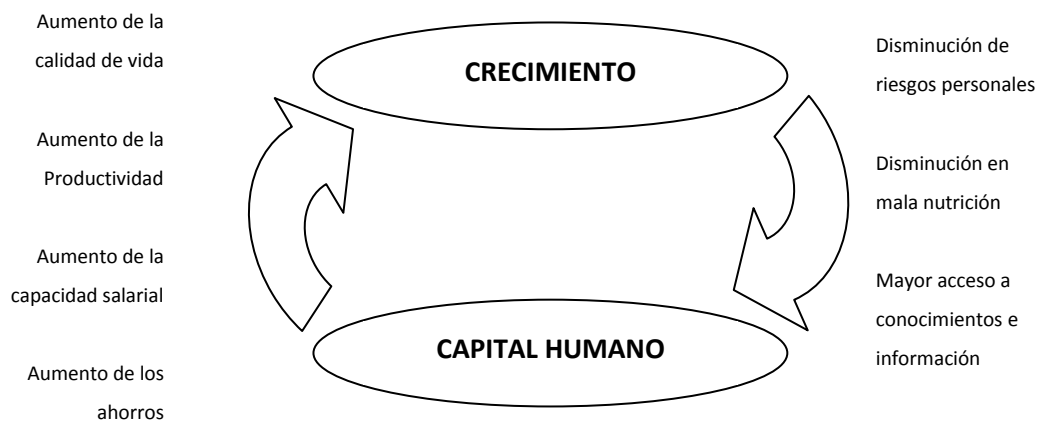 Aumento de la
calidad de vida
Aumento de la
Productividad
Aumento de la
capacidad salarial
Aumento de los
ahorros
CRECIMIENTO
CAPITAL HUMANO
Disminución de
riesgos personales
Disminución en
mala nutrición
Mayor acceso a
conocimientos e
información